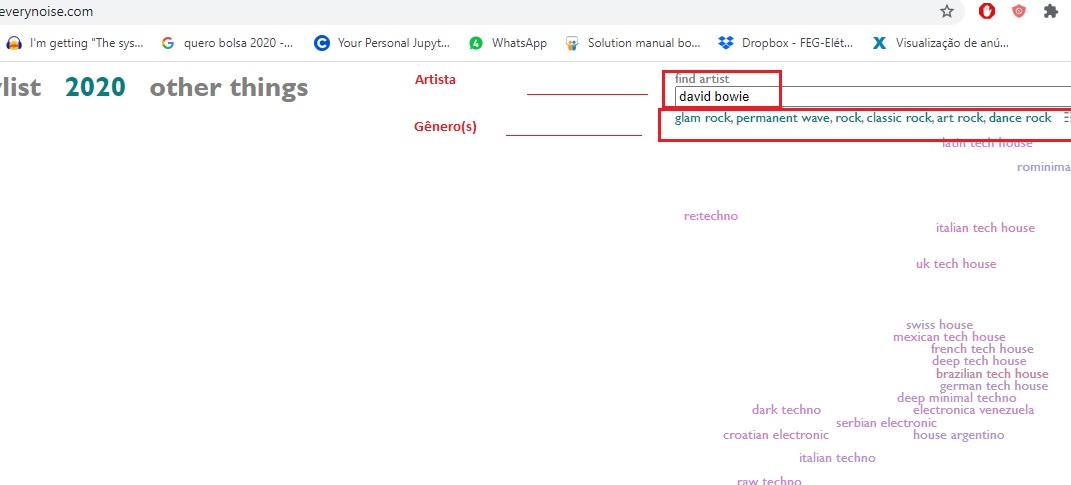 everynoise.com
I'm getting "The sys... quero bolsa 2020 -... Your Personal Jupyt... WhatsApp Solution manual bo... Dropbox - FEG-Elét... Visualização de anú...
list 2020 other things
Artista
find artist
david bowie
Gênero(s)
glam rock, permanent wave, rock, classic rock, art rock, dance rock
latin tech house
rominima
re:techno
italian tech house
uk tech house
swiss house
mexican tech house
french tech house
deep tech house
brazilian tech house
german tech house
deep minimal techno
dark techno
electronica venezuela
serbian electronic
croatian electronic
house argentino
italian techno
raw techno